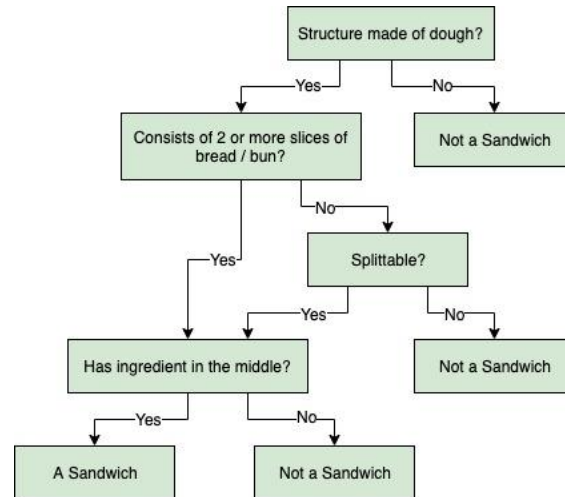 Structure made of dough?
Yes
No
Consists of 2 or more slices of
bread / bun?
Not a Sandwich
No
Yes
Splittable?
Yes
No
Has ingredient in the middle?
Not a Sandwich
Yes
No
A Sandwich
Not a Sandwich